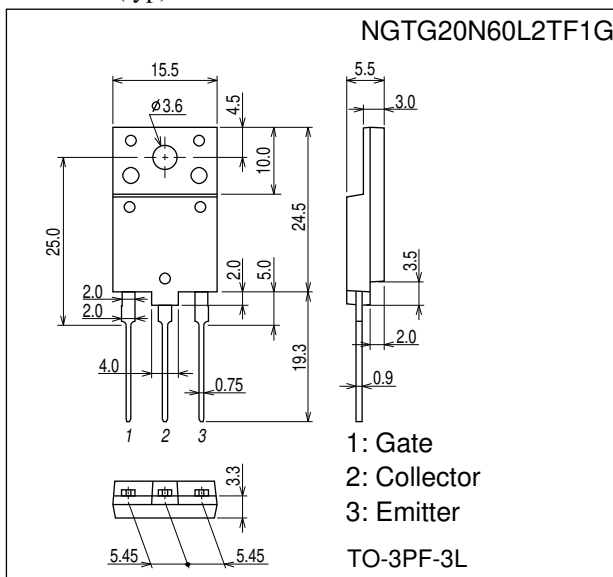 (typ)
NGTG20N60L2TF1G
15.5
5.5
3.0
ø3.6
4.5
10.0
24.5
25.0
2.0
5.0
3.5
2.0
2.0
2.0
4.0
0.75
19.3
0.9
1 2 3
1: Gate
2: Collector
3: Emitter
3.3
5.45 5.45
TO-3PF-3L